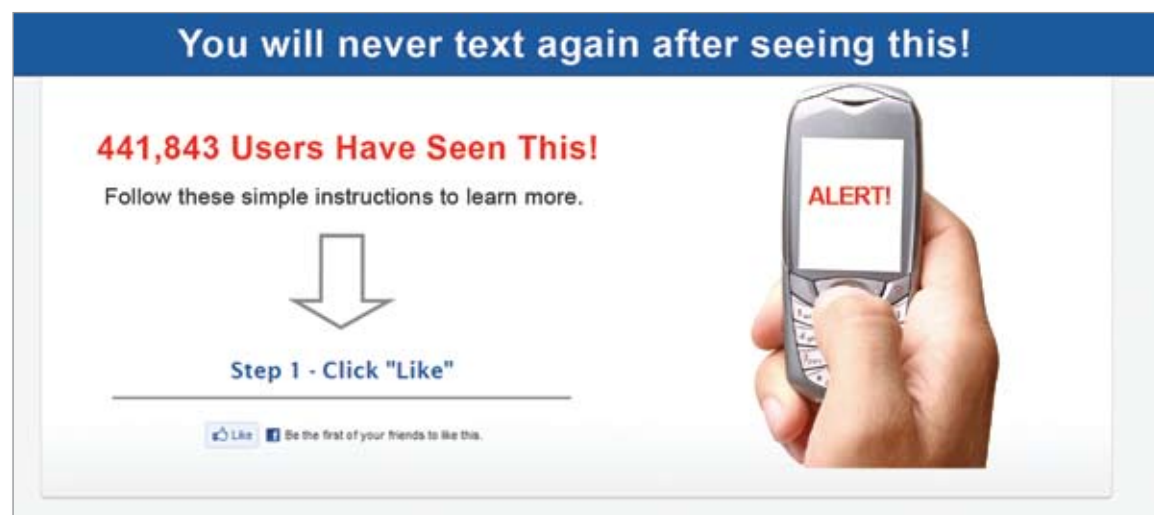 You will never text again after seeing this!
441,843 Users Have Seen This!
Follow these simple instructions to learn more.
ALERT!
Step 1 - Click "Like"
Like
Be the first of your friends to like this.